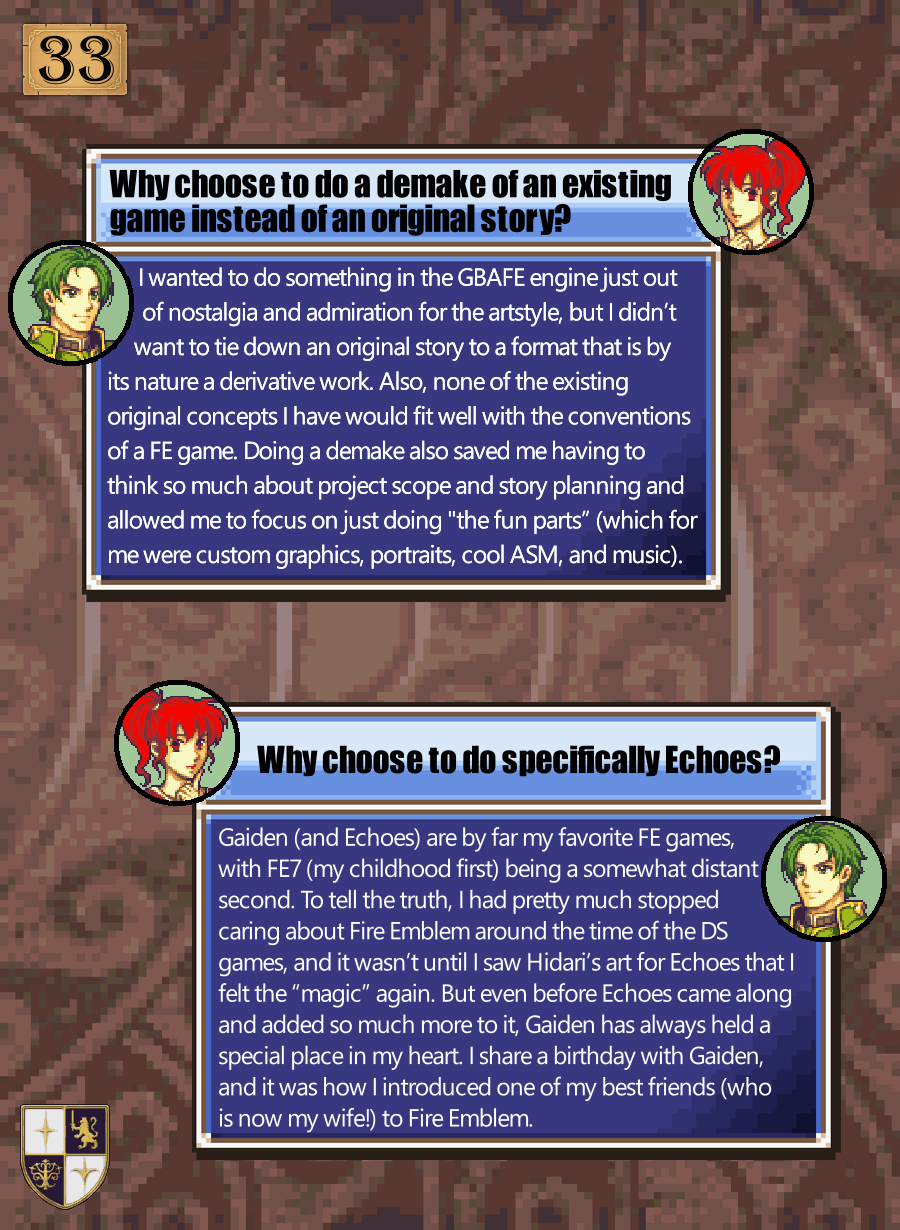 33
Why choose to do a demake of an existing
game instead of an original story?
I wanted to do something in the GBAFE engine just out
of nostalgia and admiration for the artstyle, but I didn't
want to tie down an original story to a format that is by
its nature a derivative work. Also, none of the existing
original concepts I have would fit well with the conventions
of a FE game. Doing a demake also saved me having to
think so much about project scope and story planning and
allowed me to focus on just doing "the fun parts" (which for
me were custom graphics, portraits, cool ASM, and music).
Why choose to do specifically Echoes?
Gaiden (and Echoes) are by far my favorite FE games,
with FE7 (my childhood first) being a somewhat distant
second. To tell the truth, I had pretty much stopped
caring about Fire Emblem around the time of the DS
games, and it wasn't until I saw Hidari's art for Echoes that I
felt the "magic" again. But even before Echoes came along
and added so much more to it, Gaiden has always held a
special place in my heart. I share a birthday with Gaiden,
and it was how I introduced one of my best friends (who
is now my wife!) to Fire Emblem.